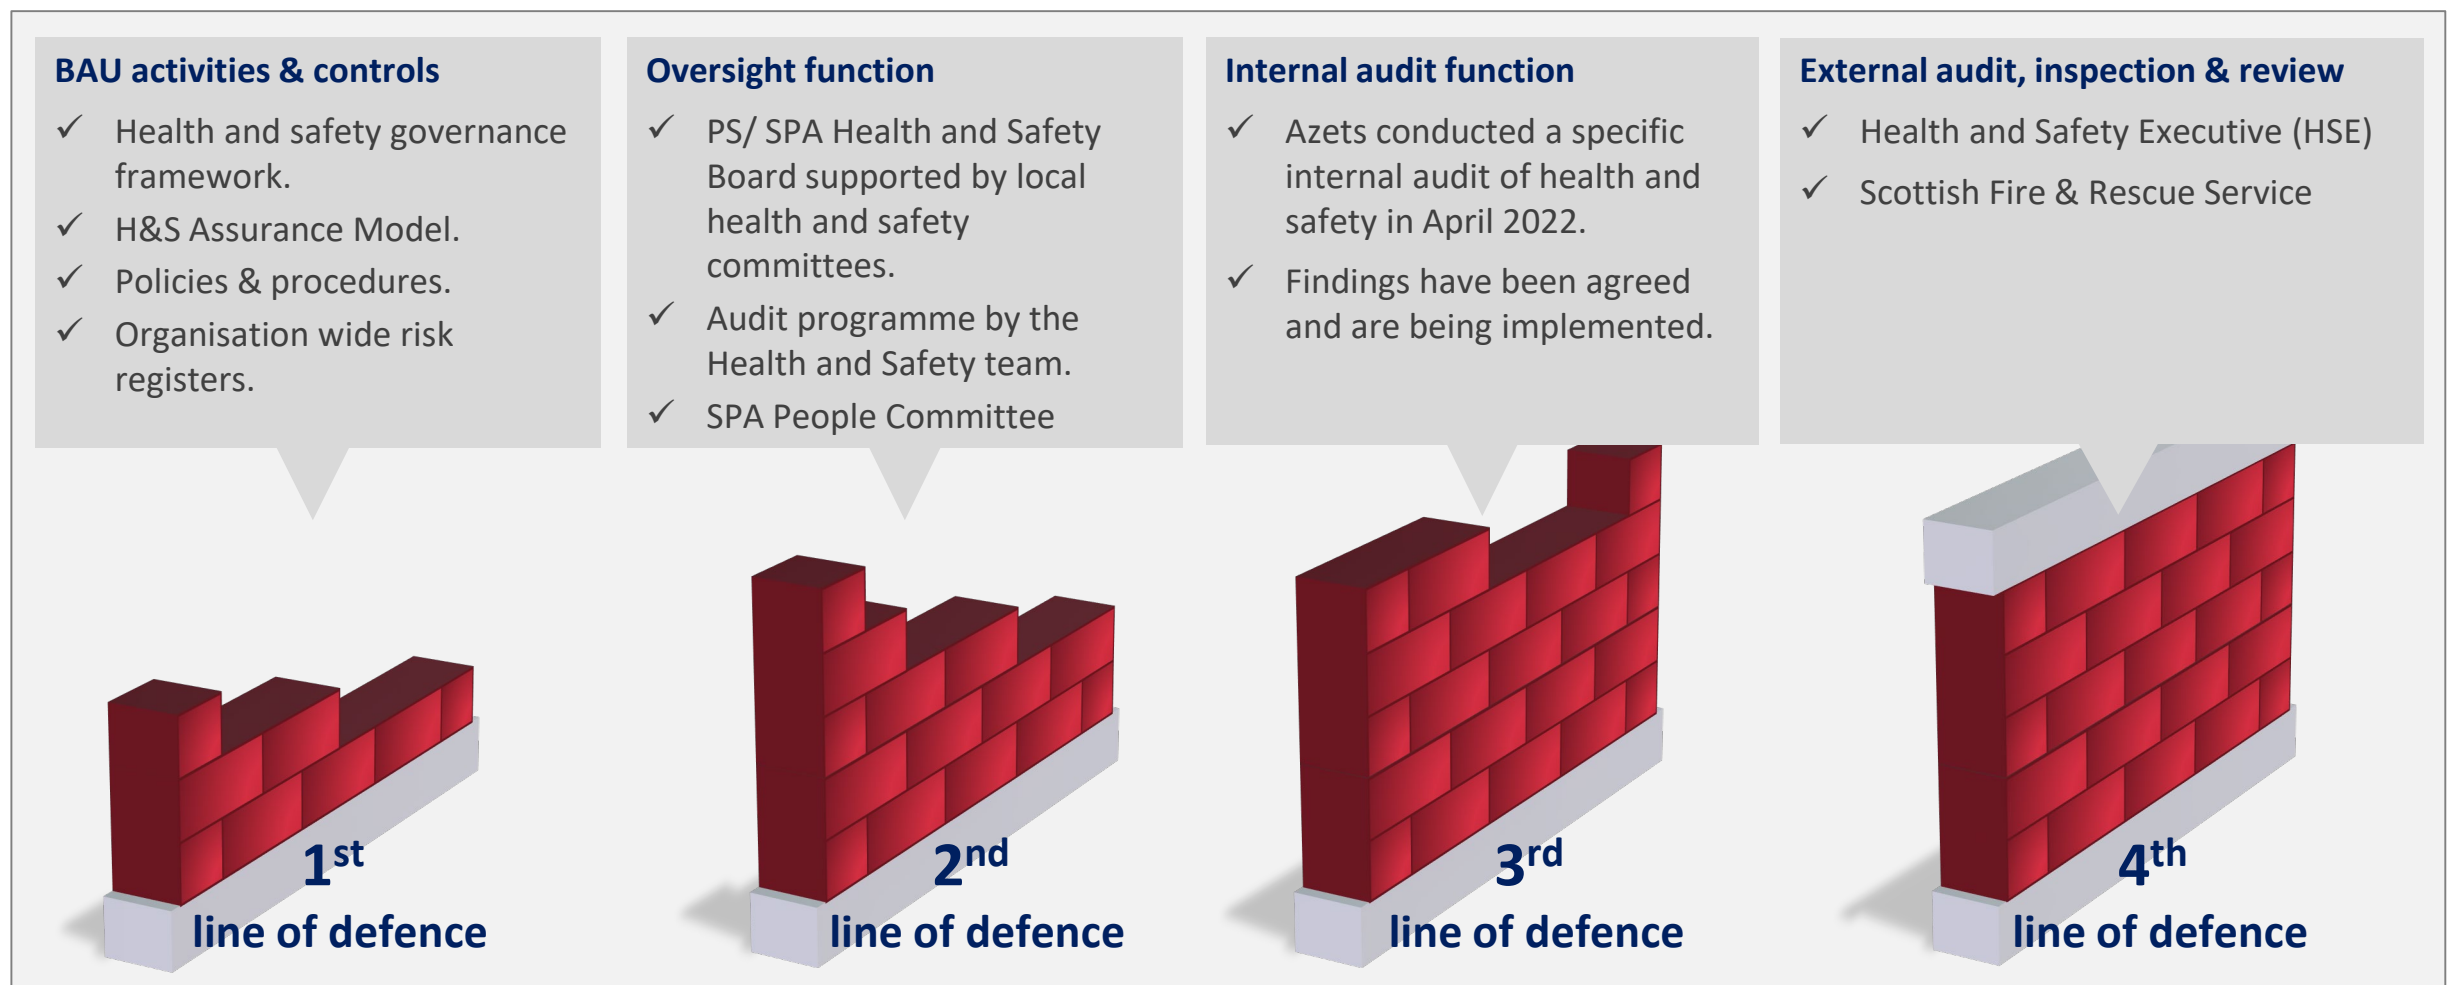 BAU activities & controls
✓ Health and safety governance
framework.
✓ H&S Assurance Model.
✓ Policies & procedures.
✓ Organisation wide risk
registers.
Oversight function
✓ PS/ SPA Health and Safety
Board supported by local
health and safety
committees.
✓ Audit programme by the
Health and Safety team.
✓ SPA People Committee
Internal audit function
✓ Azets conducted a specific
internal audit of health and
safety in April 2022.
✓ Findings have been agreed
and are being implemented.
External audit, inspection & review
✓ Health and Safety Executive (HSE)
✓ Scottish Fire & Rescue Service
1st
line of defence
2nd
line of defence
3rd
line of defence
4th
line of defence